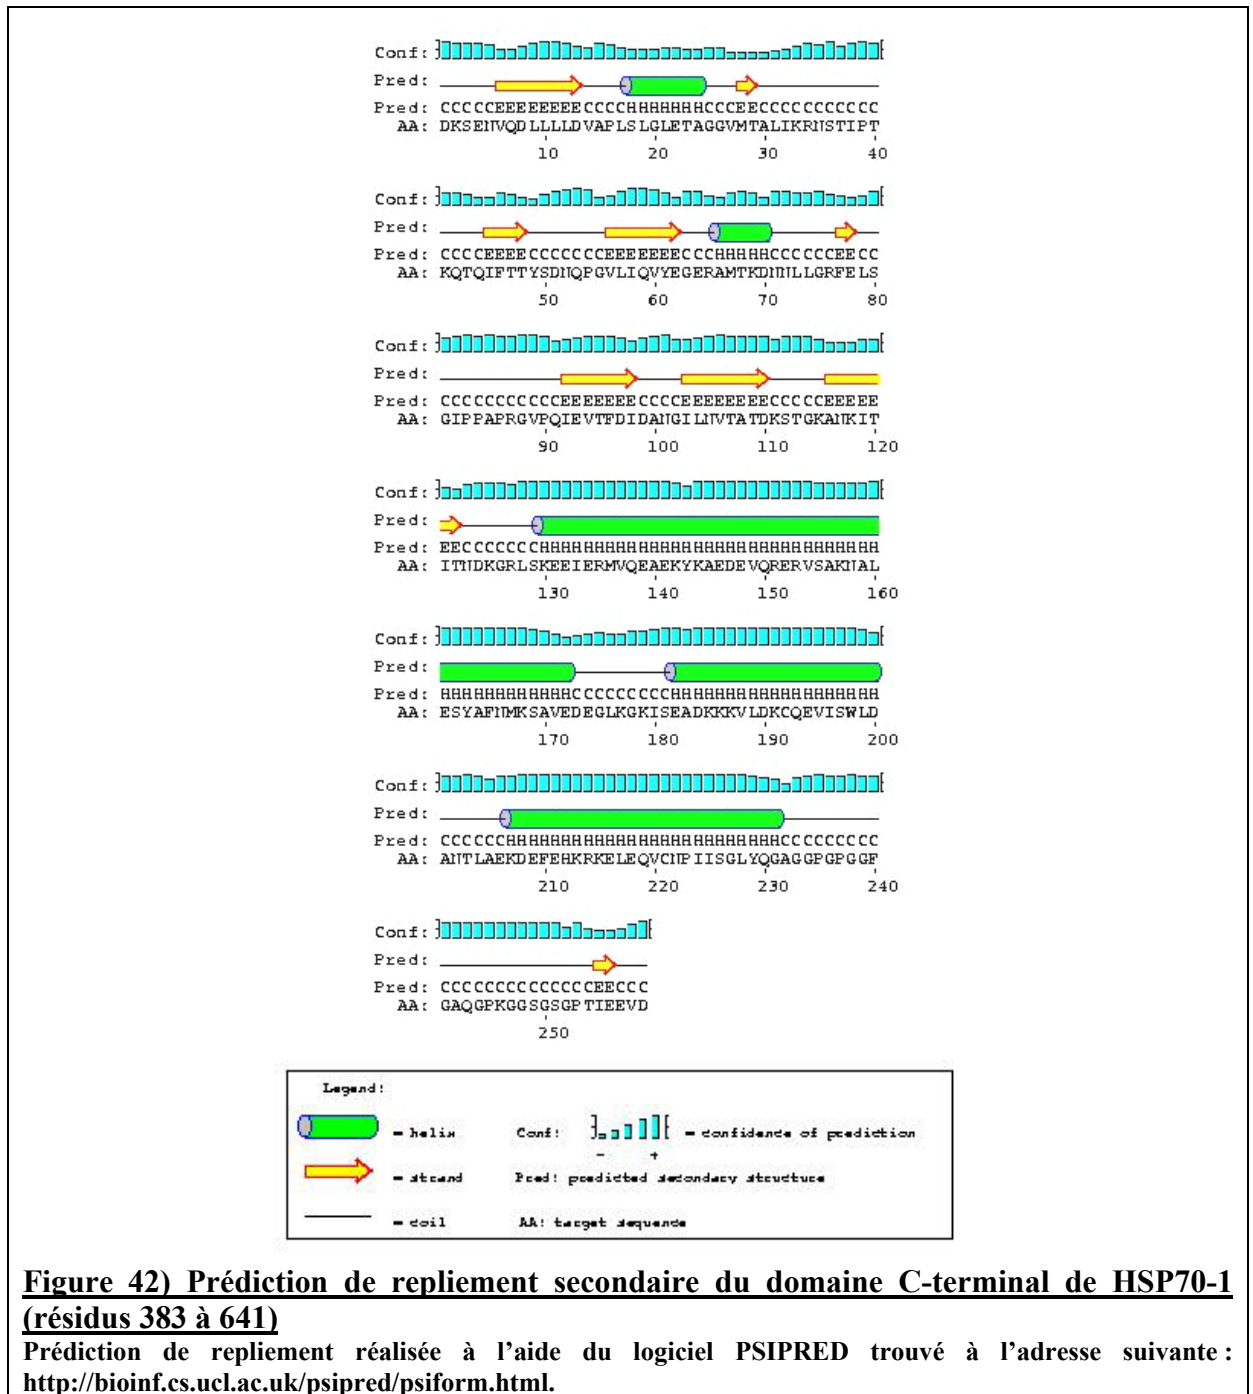 Conf:
Pred:
Pred: CCCCCEEEEEEEECCCCHHHHHHHCCCEECCCCCCCCCCC
AA: DKSENVQDLLLLDVAPLSLGLETAGGVMTALIKRNSTIPT
10 20 30 40
Conf:
Pred:
Pred: CCCCEEEECCCCCCCEEEEEEECCCHHHHHCCCCCCEECC
AA: KQTQIFTTYSDNQPGVLIQVYEGERAMTKDNNLLGRFELS
50 60 70 80
Conf:
Pred:
Pred: CCCCCCCCCCCEEEEEEECCCCEEEEEEEECCCCCEEEEE
AA: GIPPAPRGVPQIEVTFDIDANGILNVTATDKSTGKANKIT
90 100 110 120
Conf:
Pred:
Pred: EECCCCCCCHHHHHHHHHHHHHHHHHHHHHHHHHHHHHHH
AA: ITNDKGRLSKEEIERMVQEAEKYKAEDEVQRERVSAKNAL
130 140 150 160
Conf:
Pred:
Pred: HHHHHHHHHHHHCCCCCCCCCHHHHHHHHHHHHHHHHHHH
AA: ESYAFNMKSAVEDEGLKGKISEADKKKVLDKCQEVISWLD
170 180 190 200
Conf:
Pred:
Pred: CCCCCCHHHHHHHHHHHHHHHHHHHHHHHHHCCCCCCCCC
AA: ANTLAEKDEFEHKRKELEQVCNPIISGLYQGAGGPGPGGF
210 220 230 240
Conf:
Pred:
Pred: CCCCCCCCCCCCCCEECCC
AA: GAQGPKGGSGSGPTIEEVD
250
Legend:
= helix Conf: = confidence of prediction
- +
= strand Pred: predicted secondary structure
= coil AA: target sequence
Figure 42) Prédiction de repliement secondaire du domaine C-terminal de HSP70-1
(résidus 383 à 641)
Prédiction de repliement réalisée à l’aide du logiciel PSIPRED trouvé à l’adresse suivante :
http://bioinf.cs.ucl.ac.uk/psipred/psiform.html.